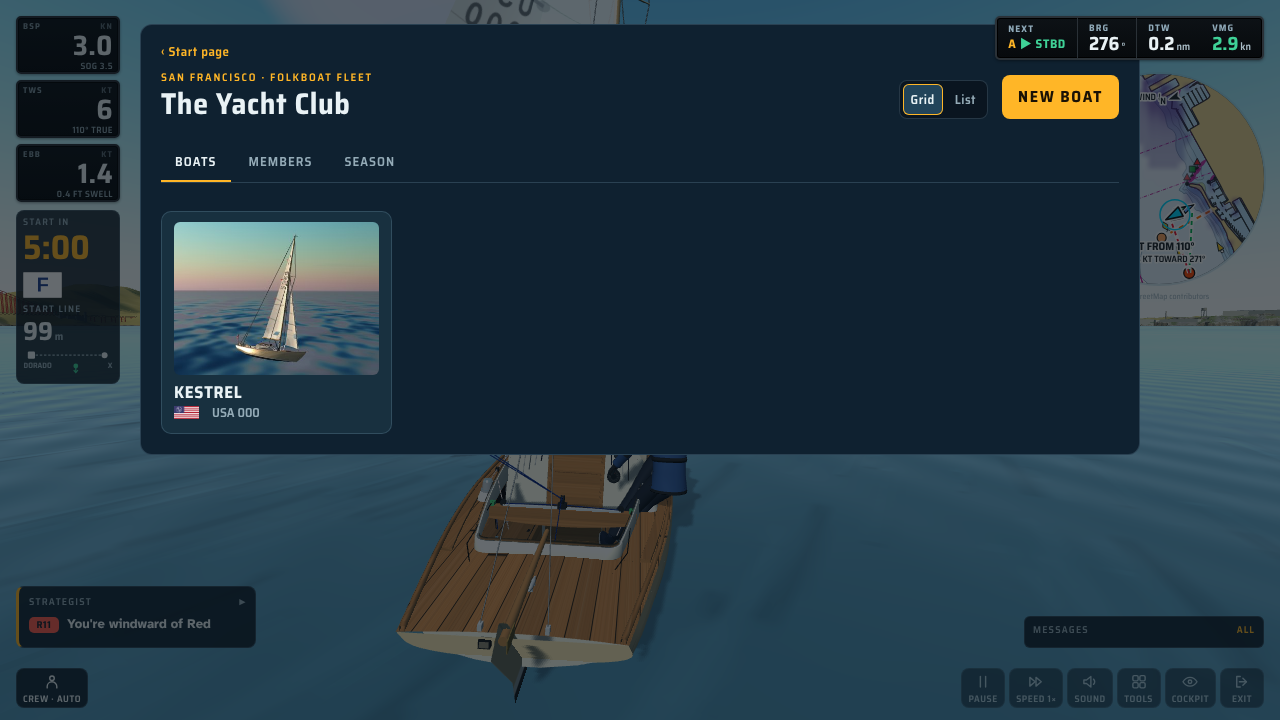 BSP KN
3.0
SOG 3.5
TWS KT
6
110° TRUE
EBB KT
1.4
0.4 FT SWELL
START IN
5:00
F
START LINE
99 m
DORADO X
‹ Start page
SAN FRANCISCO · FOLKBOAT FLEET
The Yacht Club
Grid List
NEW BOAT
BOATS MEMBERS SEASON
KESTREL
USA 000
NEXT
A ▶ STBD
BRG
276°
DTW
0.2 nm
VMG
2.9 kn
WIND N
T FROM 110°
KT TOWARD 271°
contributors
STRATEGIST
R11 You're windward of Red
CREW · AUTO
MESSAGES ALL
PAUSE SPEED 1× SOUND TOOLS COCKPIT EXIT